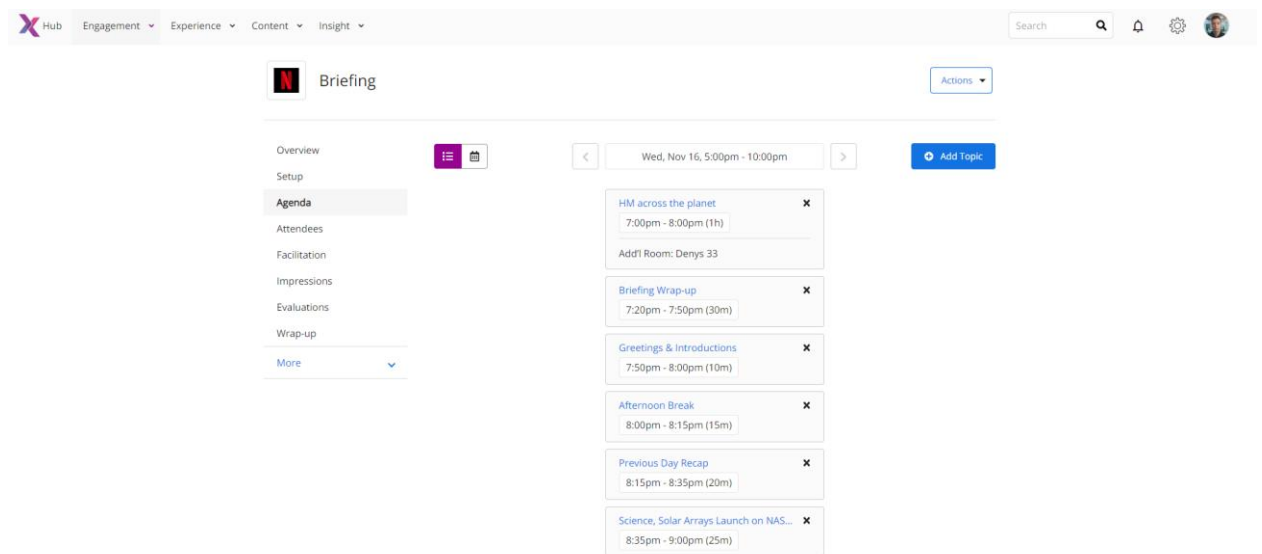 X Hub Engagement Experience Content Insight Search
N Briefing Actions
Overview
Setup
Agenda
Attendees
Facilitation
Impressions
Evaluations
Wrap-up
More
Wed, Nov 16, 5:00pm - 10:00pm
Add Topic
HM across the planet
7:00pm - 8:00pm (1h)
Add'l Room: Denys 33
Briefing Wrap-up
7:20pm - 7:50pm (30m)
Greetings & Introductions
7:50pm - 8:00pm (10m)
Afternoon Break
8:00pm - 8:15pm (15m)
Previous Day Recap
8:15pm - 8:35pm (20m)
Science, Solar Arrays Launch on NAS...
8:35pm - 9:00pm (25m)